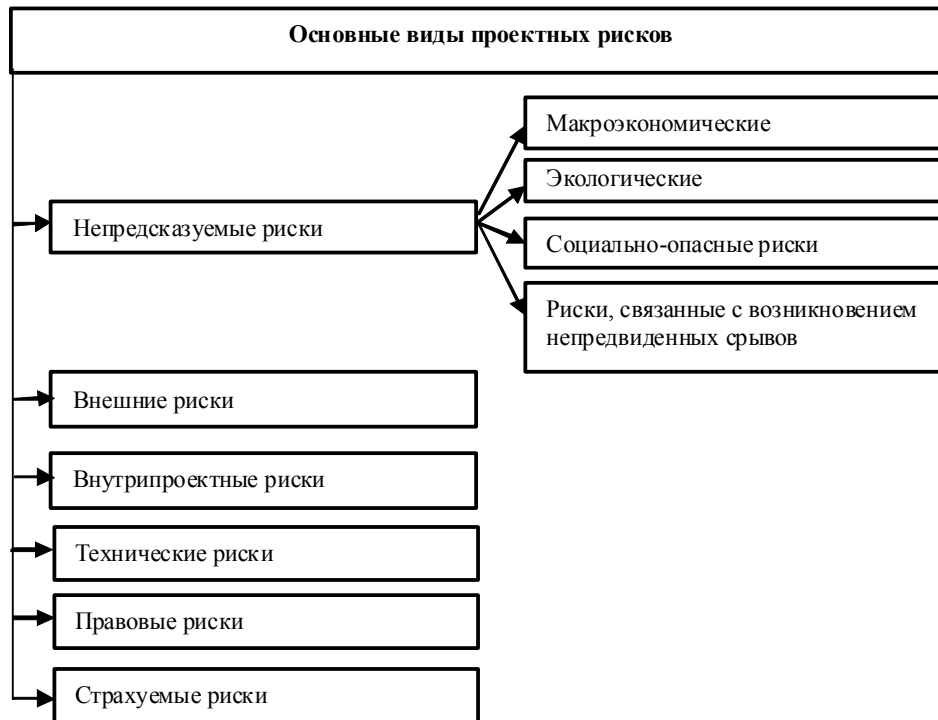 Основные виды проектных рисков
Макроэкономические
Экологические
Непредсказуемые риски
Социально-опасные риски
Риски, связанные с возникновением
непредвиденных срывов
Внешние риски
Внутрипроектные риски
Технические риски
Правовые риски
Страхуемые риски